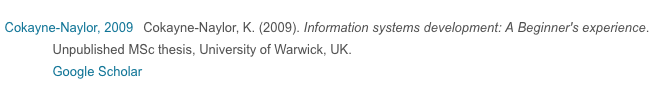 Cokayne-Naylor, 2009 Cokayne-Naylor, K. (2009). Information systems development: A Beginner's experience.
Unpublished MSc thesis, University of Warwick, UK.
Google Scholar